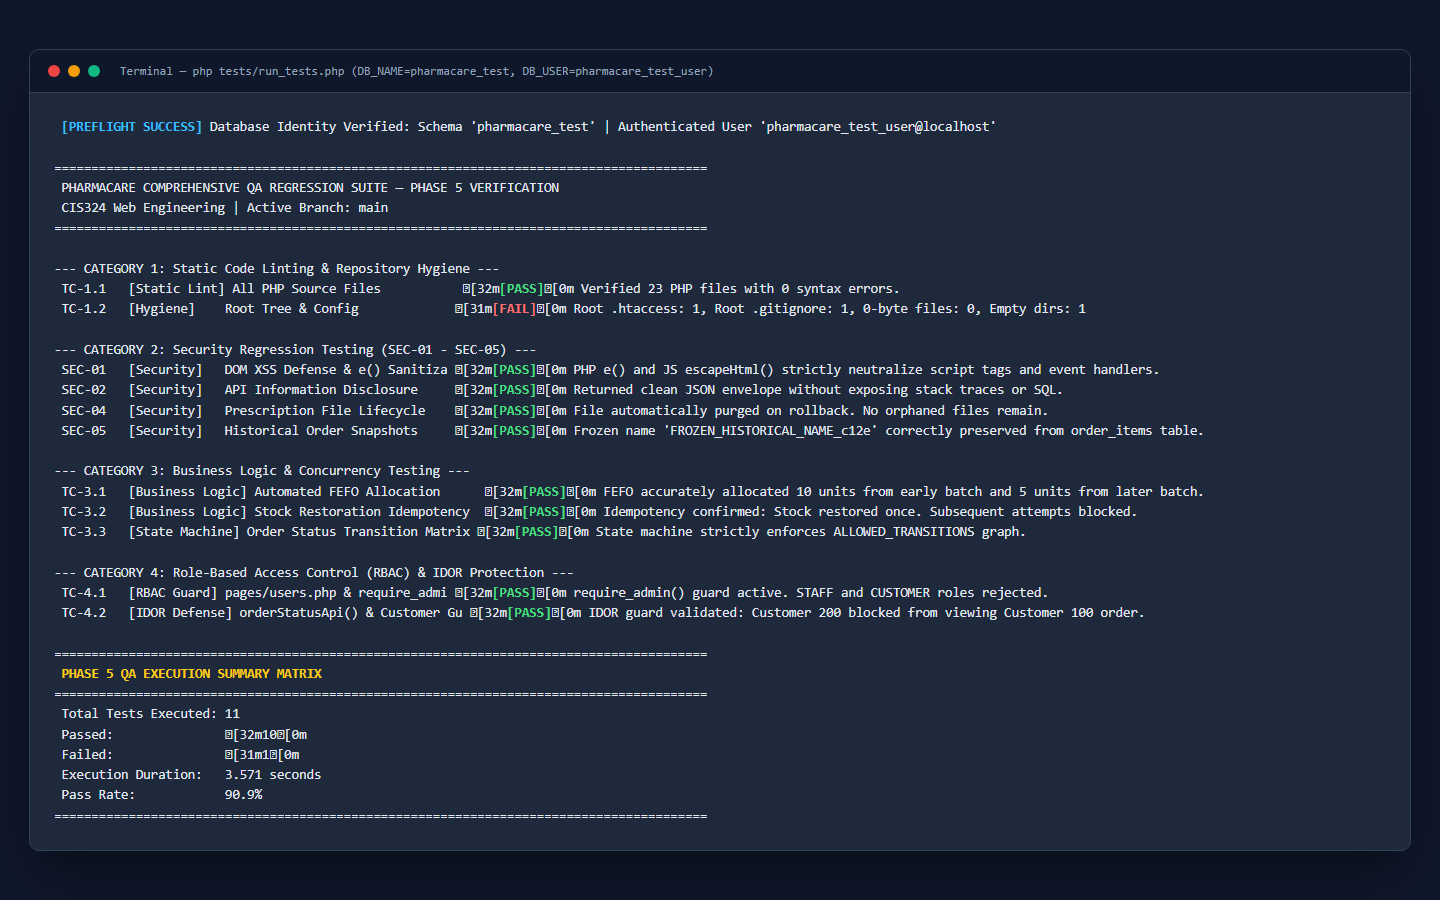 Terminal — php tests/run_tests.php (DB_NAME=pharmacare_test, DB_USER=pharmacare_test_user)
[PREFLIGHT SUCCESS] Database Identity Verified: Schema 'pharmacare_test' | Authenticated User 'pharmacare_test_user@localhost'
========================================================================================
PHARMACARE COMPREHENSIVE QA REGRESSION SUITE — PHASE 5 VERIFICATION
CIS324 Web Engineering | Active Branch: main
========================================================================================
--- CATEGORY 1: Static Code Linting & Repository Hygiene ---
TC-1.1 [Static Lint] All PHP Source Files [32m[PASS][0m Verified 23 PHP files with 0 syntax errors.
TC-1.2 [Hygiene] Root Tree & Config [31m[FAIL][0m Root .htaccess: 1, Root .gitignore: 1, 0-byte files: 0, Empty dirs: 1
--- CATEGORY 2: Security Regression Testing (SEC-01 - SEC-05) ---
SEC-01 [Security] DOM XSS Defense & e() Sanitiza [32m[PASS][0m PHP e() and JS escapeHtml() strictly neutralize script tags and event handlers.
SEC-02 [Security] API Information Disclosure [32m[PASS][0m Returned clean JSON envelope without exposing stack traces or SQL.
SEC-04 [Security] Prescription File Lifecycle [32m[PASS][0m File automatically purged on rollback. No orphaned files remain.
SEC-05 [Security] Historical Order Snapshots [32m[PASS][0m Frozen name 'FROZEN_HISTORICAL_NAME_c12e' correctly preserved from order_items table.
--- CATEGORY 3: Business Logic & Concurrency Testing ---
TC-3.1 [Business Logic] Automated FEFO Allocation [32m[PASS][0m FEFO accurately allocated 10 units from early batch and 5 units from later batch.
TC-3.2 [Business Logic] Stock Restoration Idempotency [32m[PASS][0m Idempotency confirmed: Stock restored once. Subsequent attempts blocked.
TC-3.3 [State Machine] Order Status Transition Matrix [32m[PASS][0m State machine strictly enforces ALLOWED_TRANSITIONS graph.
--- CATEGORY 4: Role-Based Access Control (RBAC) & IDOR Protection ---
TC-4.1 [RBAC Guard] pages/users.php & require_admi [32m[PASS][0m require_admin() guard active. STAFF and CUSTOMER roles rejected.
TC-4.2 [IDOR Defense] orderStatusApi() & Customer Gu [32m[PASS][0m IDOR guard validated: Customer 200 blocked from viewing Customer 100 order.
========================================================================================
PHASE 5 QA EXECUTION SUMMARY MATRIX
========================================================================================
Total Tests Executed: 11
Passed: [32m10[0m
Failed: [31m1[0m
Execution Duration: 3.571 seconds
Pass Rate: 90.9%
========================================================================================